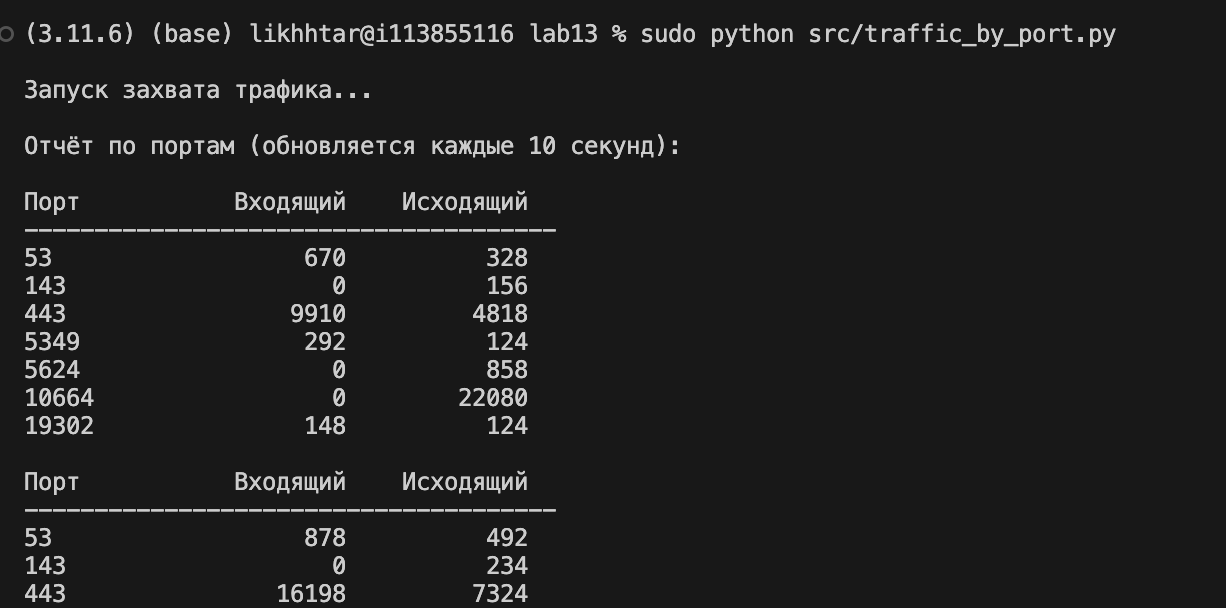 (3.11.6) (base) likhhtar@i113855116 lab13 % sudo python src/traffic_by_port.py
Запуск захвата трафика...
Отчёт по портам (обновляется каждые 10 секунд):
Порт Входящий Исходящий
--------------------------------------
53 670 328
143 0 156
443 9910 4818
5349 292 124
5624 0 858
10664 0 22080
19302 148 124
Порт Входящий Исходящий
--------------------------------------
53 878 492
143 0 234
443 16198 7324